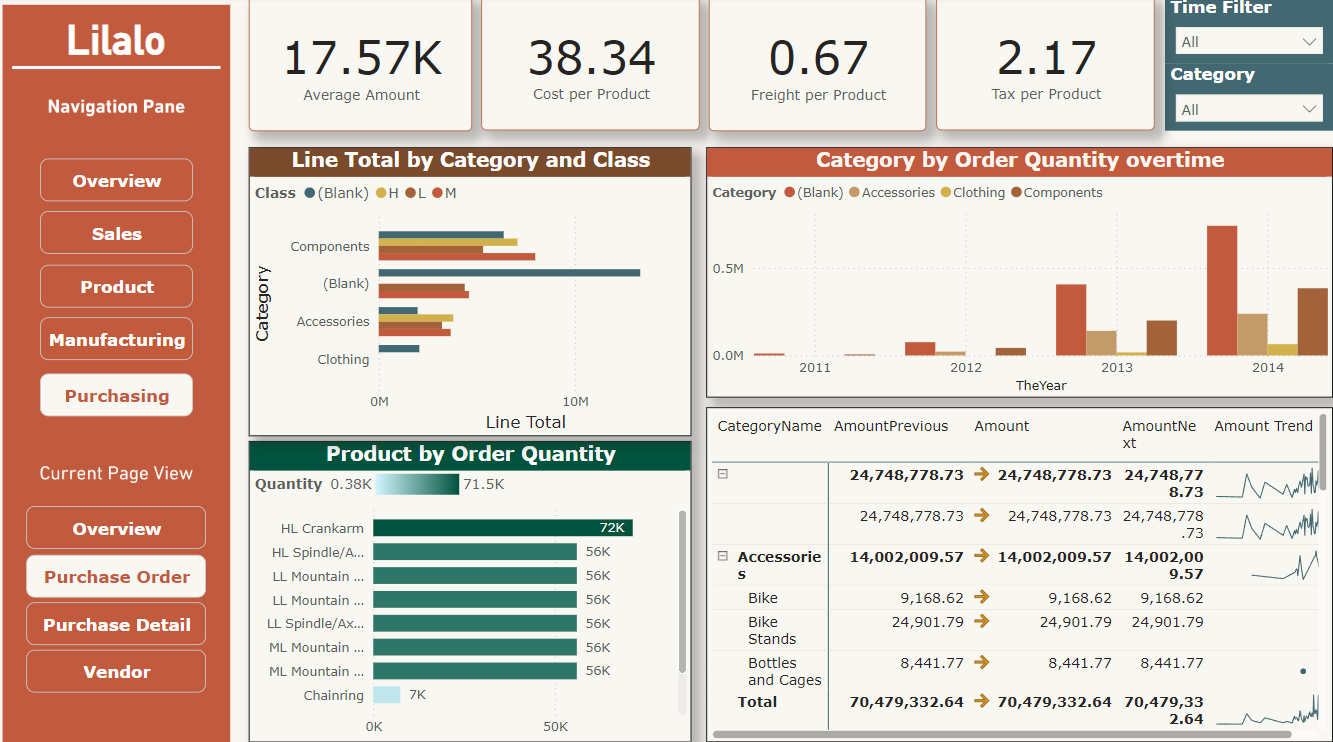 Lilalo
Navigation Pane
Overview
Sales
Product
Manufacturing
Purchasing
Current Page View
Overview
Purchase Order
Purchase Detail
Vendor
17.57K
Average Amount
38.34
Cost per Product
0.67
Freight per Product
2.17
Tax per Product
Time Filter
All
Category
All
Line Total by Category and Class
Class (Blank) H L M
Category
Components
(Blank)
Accessories
Clothing
0M 10M
Line Total
Category by Order Quantity overtime
Category (Blank) Accessories Clothing Components
0.5M
0.0M
2011 2012 2013 2014
TheYear
Product by Order Quantity
Quantity 0.38K 71.5K
HL Crankarm 72K
HL Spindle/A... 56K
LL Mountain ... 56K
LL Mountain ... 56K
LL Spindle/Ax... 56K
ML Mountain ... 56K
ML Mountain ... 56K
Chainring 7K
0K 50K
CategoryName AmountPrevious Amount AmountNe Amount Trend
xt
24,748,778.73 24,748,778.73 24,748,77
8.73
24,748,778.73 24,748,778.73 24,748,778
.73
Accessorie 14,002,009.57 14,002,009.57 14,002,00
s 9.57
Bike 9,168.62 9,168.62 9,168.62
Bike 24,901.79 24,901.79 24,901.79
Stands
Bottles 8,441.77 8,441.77 8,441.77
and Cages
Total 70,479,332.64 70,479,332.64 70,479,33
2.64